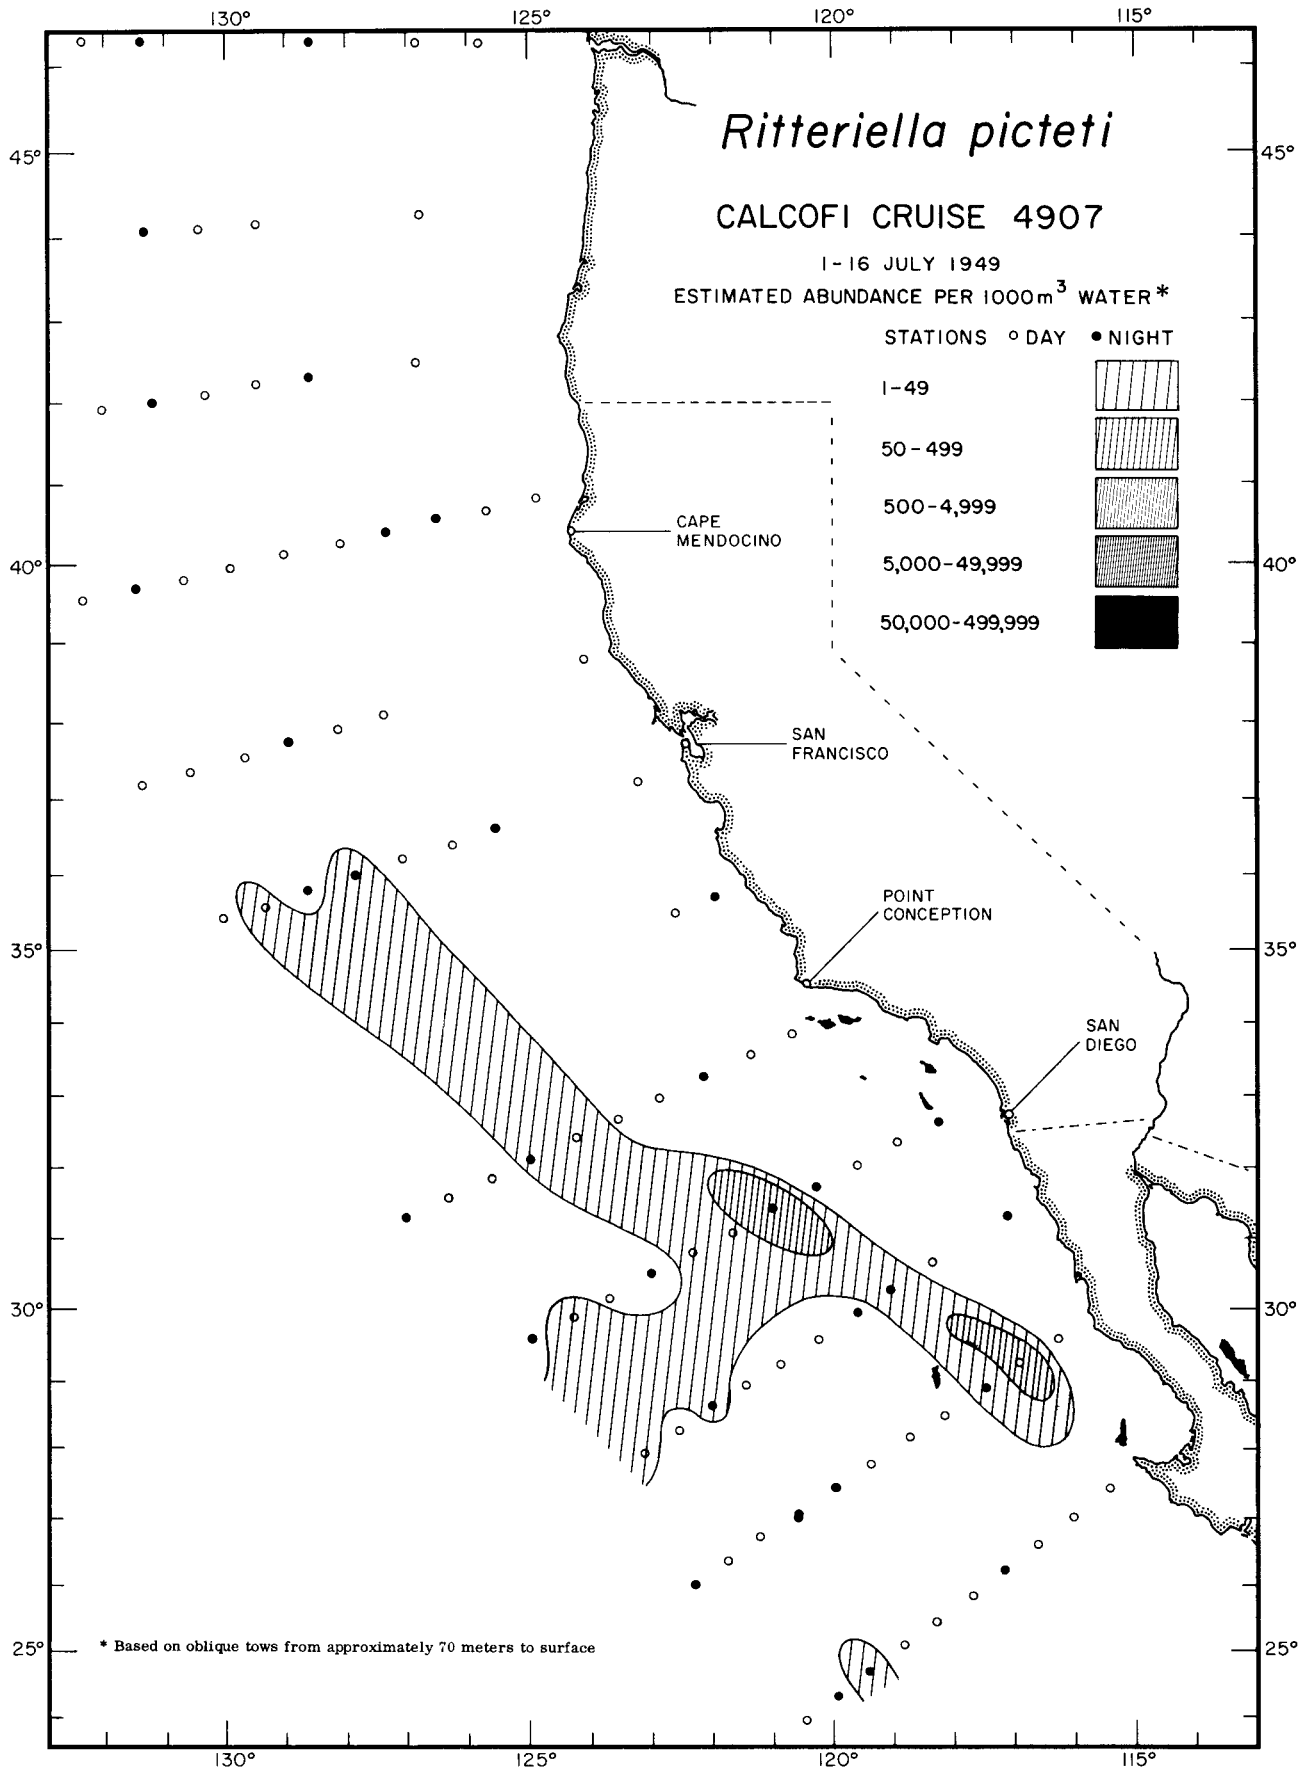 130° 125° 120° 115°
Ritteriella picteti
45° 45°
CALCOFI CRUISE 4907
1-16 JULY 1949
ESTIMATED ABUNDANCE PER 1000m³ WATER*
STATIONS ○ DAY ● NIGHT
1-49
50-499
500-4,999
CAPE
MENDOCINO
5,000-49,999
40° 40°
50,000-499,999
SAN
FRANCISCO
POINT
CONCEPTION
35° 35°
SAN
DIEGO
30° 30°
* Based on oblique tows from approximately 70 meters to surface
25° 25°
130° 125° 120° 115°